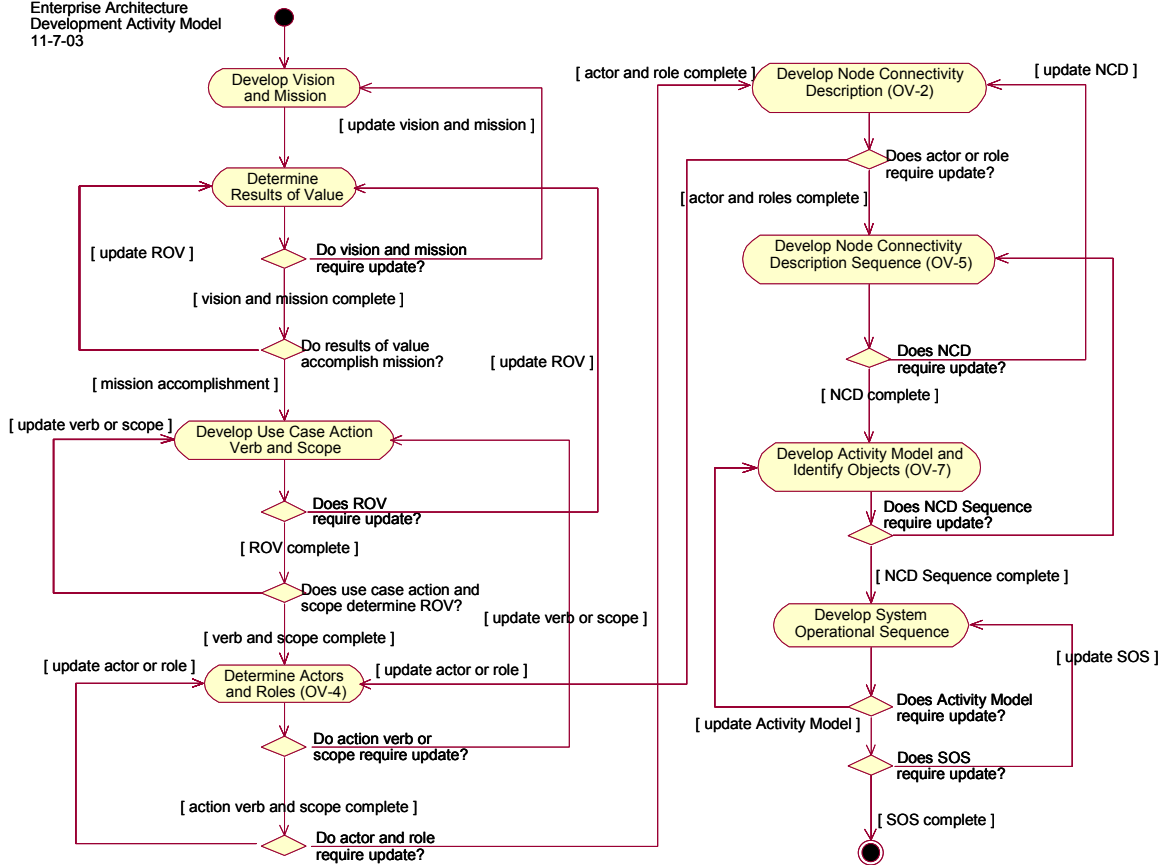 Enterprise Architecture
Development Activity Model
11-7-03
Develop Vision
and Mission
[ update vision and mission ]
Determine
Results of Value
[ update ROV ]
Do vision and mission
require update?
[ vision and mission complete ]
Do results of value
accomplish mission?
[ update ROV ]
[ mission accomplishment ]
[ update verb or scope ]
Develop Use Case Action
Verb and Scope
Does ROV
require update?
[ ROV complete ]
Does use case action and
scope determine ROV?
[ update verb or scope ]
[ verb and scope complete ]
[ update actor or role ]
[ update actor or role ]
Determine Actors
and Roles (OV-4)
Do action verb or
scope require update?
[ action verb and scope complete ]
Do actor and role
require update?
[ actor and role complete ]
Develop Node Connectivity
Description (OV-2)
[ update NCD ]
Does actor or role
require update?
[ actor and roles complete ]
Develop Node Connectivity
Description Sequence (OV-5)
Does NCD
require update?
[ NCD complete ]
Develop Activity Model and
Identify Objects (OV-7)
Does NCD Sequence
require update?
[ NCD Sequence complete ]
Develop System
Operational Sequence
[ update SOS ]
Does Activity Model
require update?
[ update Activity Model ]
Does SOS
require update?
[ SOS complete ]